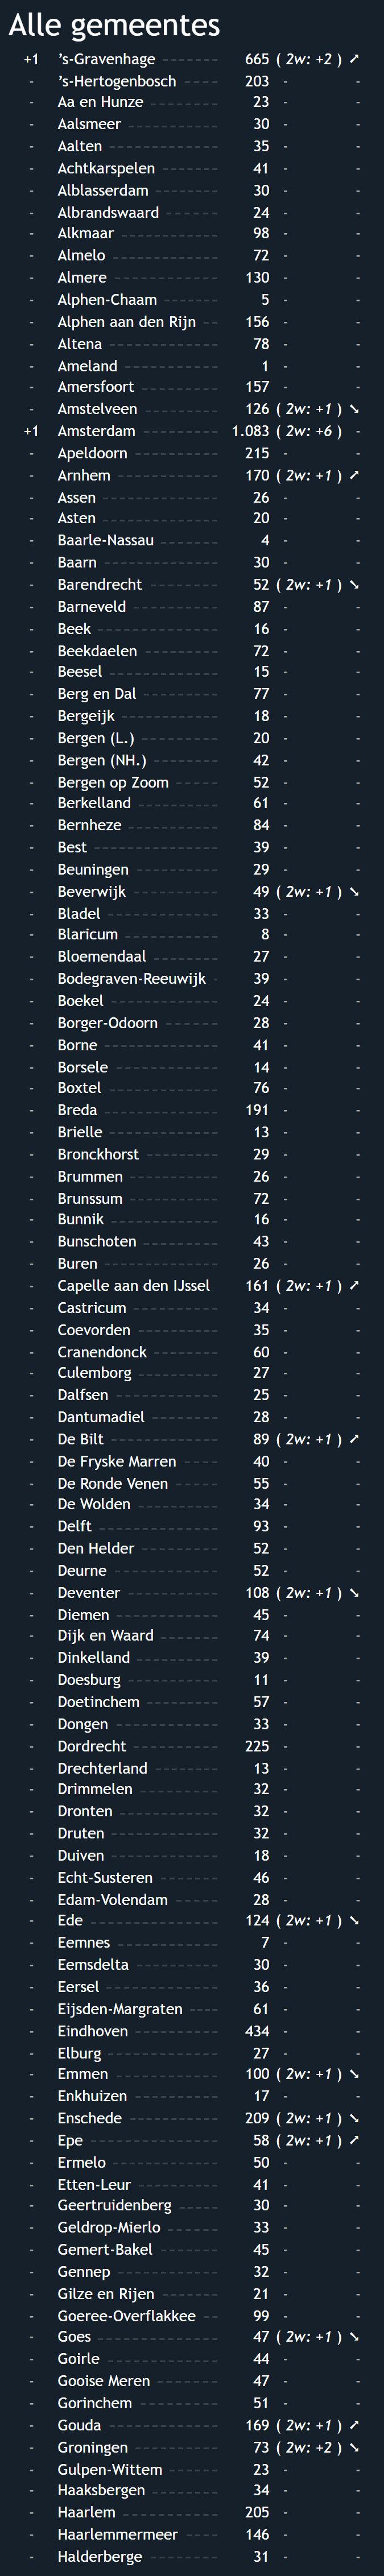 Alle gemeentes
+1 's-Gravenhage 665 ( 2w: +2 ) ➚
- 's-Hertogenbosch 203 - -
- Aa en Hunze 23 - -
- Aalsmeer 30 - -
- Aalten 35 - -
- Achtkarspelen 41 - -
- Alblasserdam 30 - -
- Albrandswaard 24 - -
- Alkmaar 98 - -
- Almelo 72 - -
- Almere 130 - -
- Alphen-Chaam 5 - -
- Alphen aan den Rijn 156 - -
- Altena 78 - -
- Ameland 1 - -
- Amersfoort 157 - -
- Amstelveen 126 ( 2w: +1 ) ➘
+1 Amsterdam 1.083 ( 2w: +6 ) -
- Apeldoorn 215 - -
- Arnhem 170 ( 2w: +1 ) ➚
- Assen 26 - -
- Asten 20 - -
- Baarle-Nassau 4 - -
- Baarn 30 - -
- Barendrecht 52 ( 2w: +1 ) ➘
- Barneveld 87 - -
- Beek 16 - -
- Beekdaelen 72 - -
- Beesel 15 - -
- Berg en Dal 77 - -
- Bergeijk 18 - -
- Bergen (L.) 20 - -
- Bergen (NH.) 42 - -
- Bergen op Zoom 52 - -
- Berkelland 61 - -
- Bernheze 84 - -
- Best 39 - -
- Beuningen 29 - -
- Beverwijk 49 ( 2w: +1 ) ➘
- Bladel 33 - -
- Blaricum 8 - -
- Bloemendaal 27 - -
- Bodegraven-Reeuwijk 39 - -
- Boekel 24 - -
- Borger-Odoorn 28 - -
- Borne 41 - -
- Borsele 14 - -
- Boxtel 76 - -
- Breda 191 - -
- Brielle 13 - -
- Bronckhorst 29 - -
- Brummen 26 - -
- Brunssum 72 - -
- Bunnik 16 - -
- Bunschoten 43 - -
- Buren 26 - -
- Capelle aan den IJssel 161 ( 2w: +1 ) ➚
- Castricum 34 - -
- Coevorden 35 - -
- Cranendonck 60 - -
- Culemborg 27 - -
- Dalfsen 25 - -
- Dantumadiel 28 - -
- De Bilt 89 ( 2w: +1 ) ➚
- De Fryske Marren 40 - -
- De Ronde Venen 55 - -
- De Wolden 34 - -
- Delft 93 - -
- Den Helder 52 - -
- Deurne 52 - -
- Deventer 108 ( 2w: +1 ) ➘
- Diemen 45 - -
- Dijk en Waard 74 - -
- Dinkelland 39 - -
- Doesburg 11 - -
- Doetinchem 57 - -
- Dongen 33 - -
- Dordrecht 225 - -
- Drechterland 13 - -
- Drimmelen 32 - -
- Dronten 32 - -
- Druten 32 - -
- Duiven 18 - -
- Echt-Susteren 46 - -
- Edam-Volendam 28 - -
- Ede 124 ( 2w: +1 ) ➘
- Eemnes 7 - -
- Eemsdelta 30 - -
- Eersel 36 - -
- Eijsden-Margraten 61 - -
- Eindhoven 434 - -
- Elburg 27 - -
- Emmen 100 ( 2w: +1 ) ➘
- Enkhuizen 17 - -
- Enschede 209 ( 2w: +1 ) ➘
- Epe 58 ( 2w: +1 ) ➚
- Ermelo 50 - -
- Etten-Leur 41 - -
- Geertruidenberg 30 - -
- Geldrop-Mierlo 33 - -
- Gemert-Bakel 45 - -
- Gennep 32 - -
- Gilze en Rijen 21 - -
- Goeree-Overflakkee 99 - -
- Goes 47 ( 2w: +1 ) ➘
- Goirle 44 - -
- Gooise Meren 47 - -
- Gorinchem 51 - -
- Gouda 169 ( 2w: +1 ) ➚
- Groningen 73 ( 2w: +2 ) ➘
- Gulpen-Wittem 23 - -
- Haaksbergen 34 - -
- Haarlem 205 - -
- Haarlemmermeer 146 - -
- Halderberge 31 - -